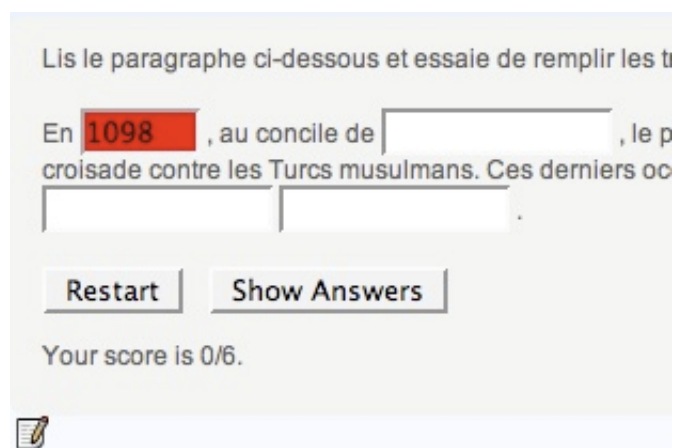 Lis le paragraphe ci-dessous et essaie de remplir les
En 1098 , au concile de , le
croisade contre les Turcs musulmans. Ces derniers
.
Restart Show Answers
Your score is 0/6.